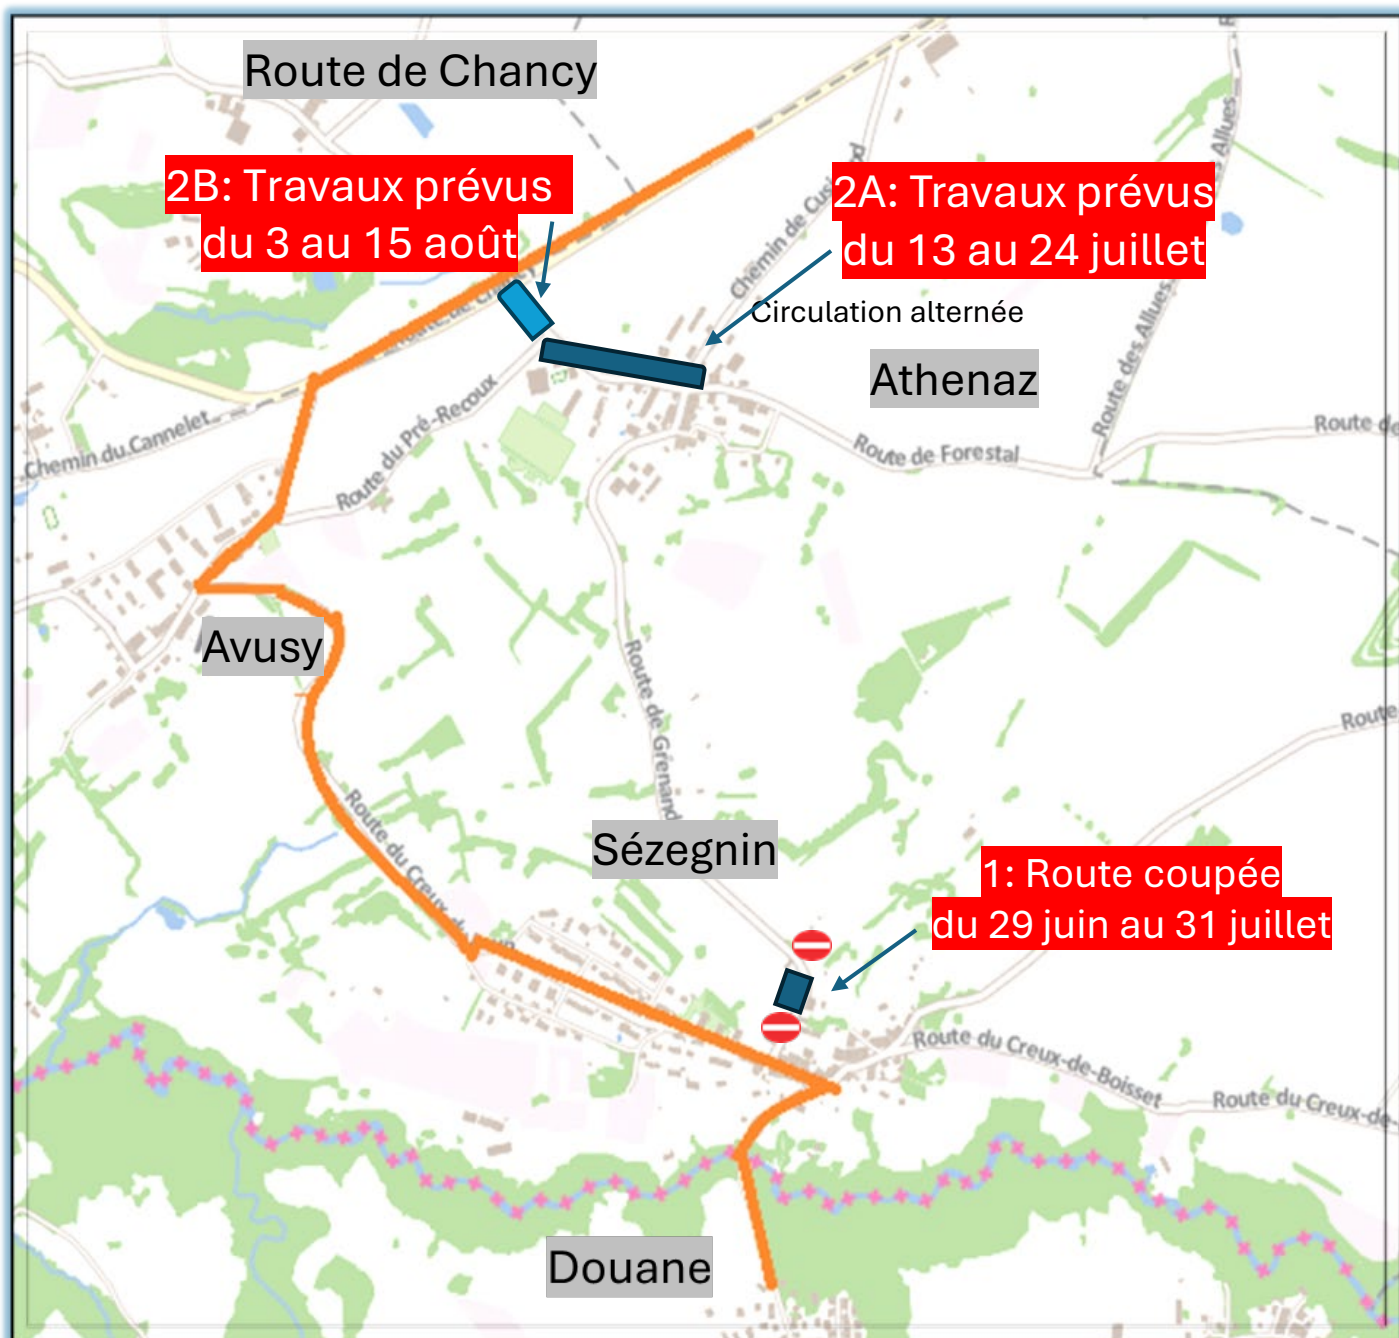 Route de Chancy
2B: Travaux prévus
du 3 au 15 août
2A: Travaux prévus
du 13 au 24 juillet
Circulation alternée
Athenaz
Chemin du Cannelet
Route du Pré-Recoux
Route de Forestal
Route des Allues
Route de
Avusy
Route de Grenand
Route
Sézegnin
1: Route coupée
du 29 juin au 31 juillet
Route du Creux-de-Boisset
Route du Creux-de-
Douane